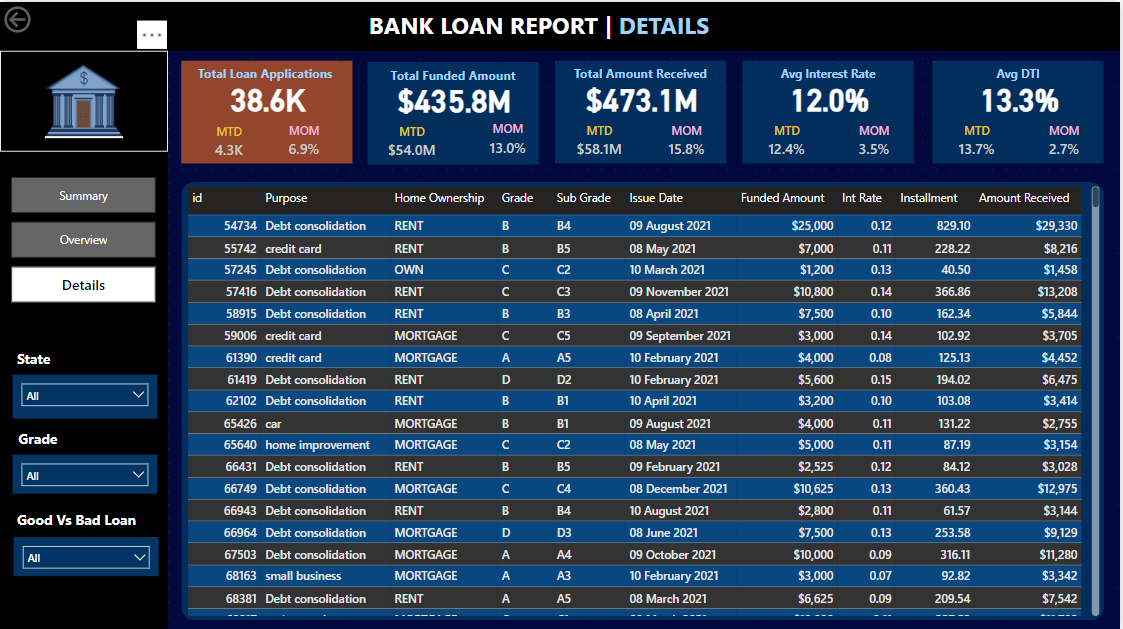 BANK LOAN REPORT | DETAILS
$
Total Loan Applications
38.6K
MTD MOM
4.3K 6.9%
Total Funded Amount
$435.8M
MTD MOM
$54.0M 13.0%
Total Amount Received
$473.1M
MTD MOM
$58.1M 15.8%
Avg Interest Rate
12.0%
MTD MOM
12.4% 3.5%
Avg DTI
13.3%
MTD MOM
13.7% 2.7%
Summary
Overview
Details
State
All
Grade
All
Good Vs Bad Loan
All
id Purpose Home Ownership Grade Sub Grade Issue Date Funded Amount Int Rate Installment Amount Received
54734 Debt consolidation RENT B B4 09 August 2021 $25,000 0.12 829.10 $29,330
55742 credit card RENT B B5 08 May 2021 $7,000 0.11 228.22 $8,216
57245 Debt consolidation OWN C C2 10 March 2021 $1,200 0.13 40.50 $1,458
57416 Debt consolidation RENT C C3 09 November 2021 $10,800 0.14 366.86 $13,208
58915 Debt consolidation RENT B B3 08 April 2021 $7,500 0.10 162.34 $5,844
59006 credit card MORTGAGE C C5 09 September 2021 $3,000 0.14 102.92 $3,705
61390 credit card MORTGAGE A A5 10 February 2021 $4,000 0.08 125.13 $4,452
61419 Debt consolidation RENT D D2 10 February 2021 $5,600 0.15 194.02 $6,475
62102 Debt consolidation RENT B B1 10 April 2021 $3,200 0.10 103.08 $3,414
65426 car MORTGAGE B B1 09 August 2021 $4,000 0.11 131.22 $2,755
65640 home improvement MORTGAGE C C2 08 May 2021 $5,000 0.11 87.19 $3,154
66431 Debt consolidation RENT B B5 09 February 2021 $2,525 0.12 84.12 $3,028
66749 Debt consolidation MORTGAGE C C4 08 December 2021 $10,625 0.13 360.43 $12,975
66943 Debt consolidation RENT B B4 10 August 2021 $2,800 0.11 61.57 $3,144
66964 Debt consolidation MORTGAGE D D3 08 June 2021 $7,500 0.13 253.58 $9,129
67503 Debt consolidation MORTGAGE A A4 09 October 2021 $10,000 0.09 316.11 $11,280
68163 small business MORTGAGE A A3 10 February 2021 $3,000 0.07 92.82 $3,342
68381 Debt consolidation RENT A A5 08 March 2021 $6,625 0.09 209.54 $7,542